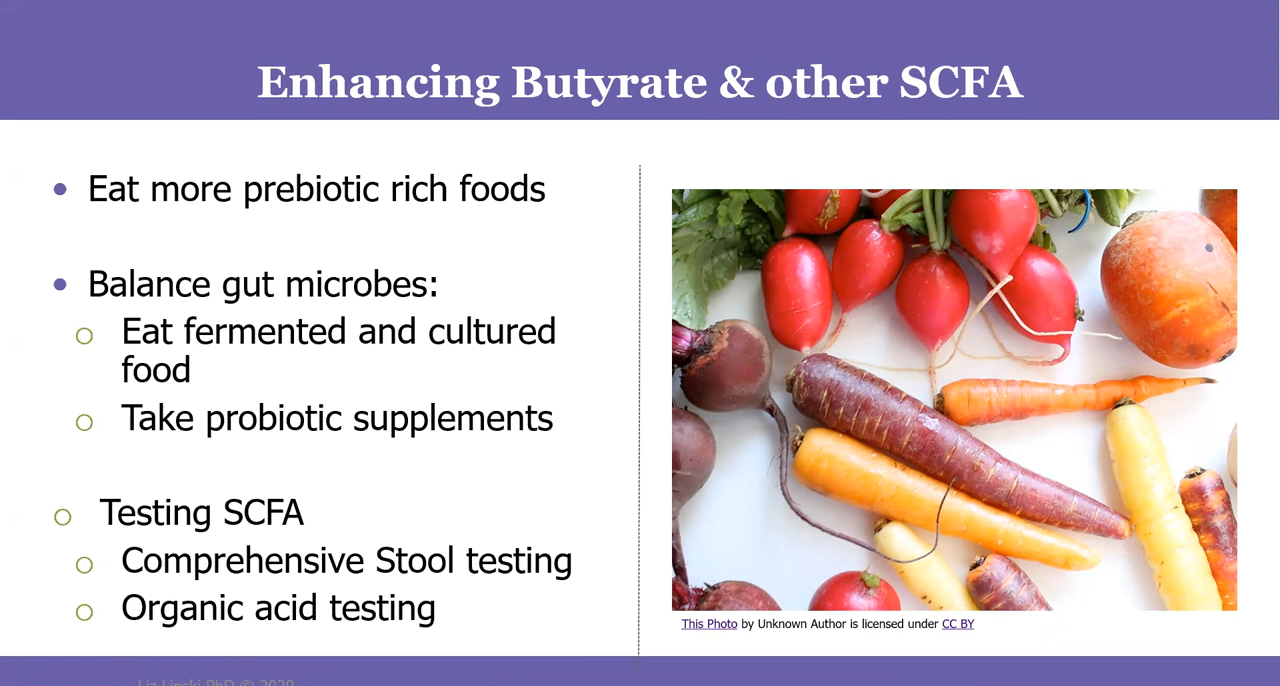 Enhancing Butyrate & other SCFA
Eat more prebiotic rich foods
Balance gut microbes:
Eat fermented and cultured
food
Take probiotic supplements
Testing SCFA
Comprehensive Stool testing
Organic acid testing
This Photo by Unknown Author is licensed under CC BY
Liz Lipski PhD © 2020